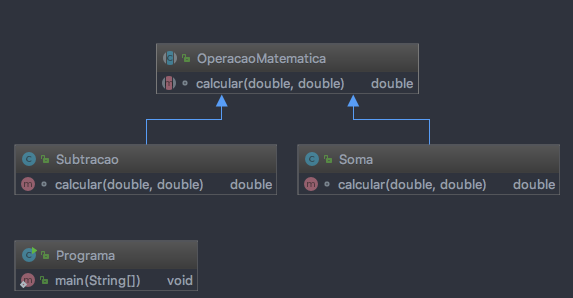 OperacaoMatematica
calcular(double, double) double
Subtracao
calcular(double, double) double
Soma
calcular(double, double) double
Programa
main(String[]) void